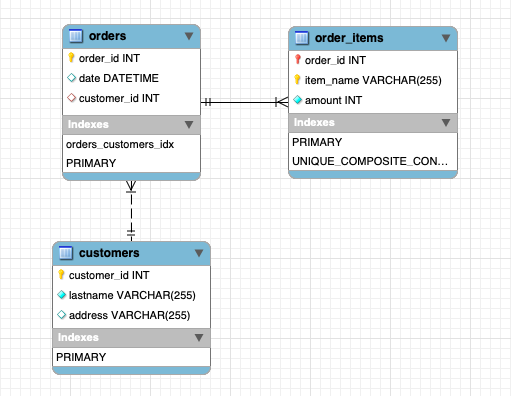 orders
order_id INT
date DATETIME
customer_id INT
Indexes
orders_customers_idx
PRIMARY
order_items
order_id INT
item_name VARCHAR(255)
amount INT
Indexes
PRIMARY
UNIQUE_COMPOSITE_CON...
customers
customer_id INT
lastname VARCHAR(255)
address VARCHAR(255)
Indexes
PRIMARY